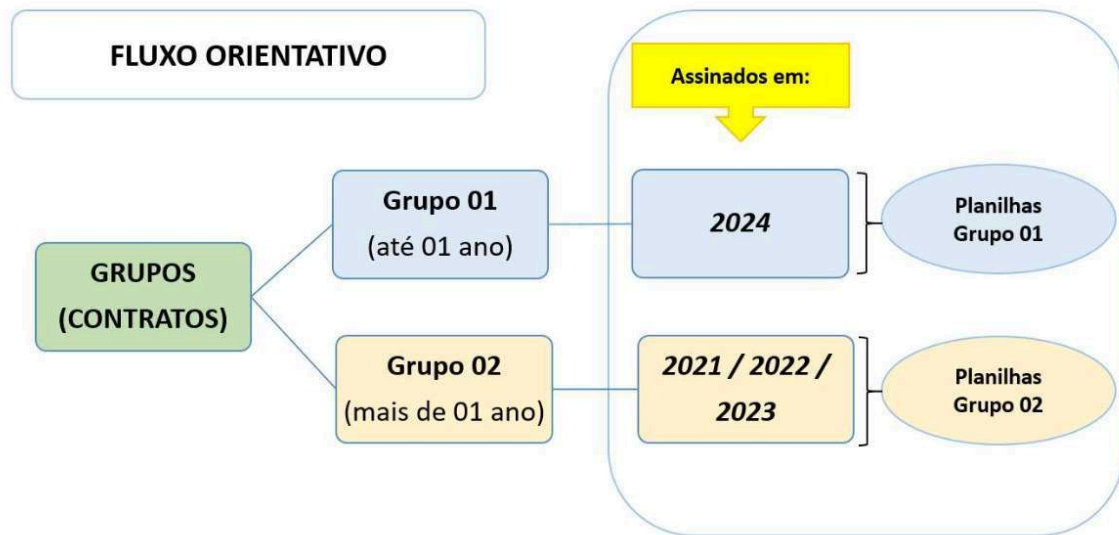 FLUXO ORIENTATIVO
Assinados em:
Grupo 01
(até 01 ano)
2024
Planilhas
Grupo 01
GRUPOS
(CONTRATOS)
Grupo 02
(mais de 01 ano)
2021 / 2022 /
2023
Planilhas
Grupo 02